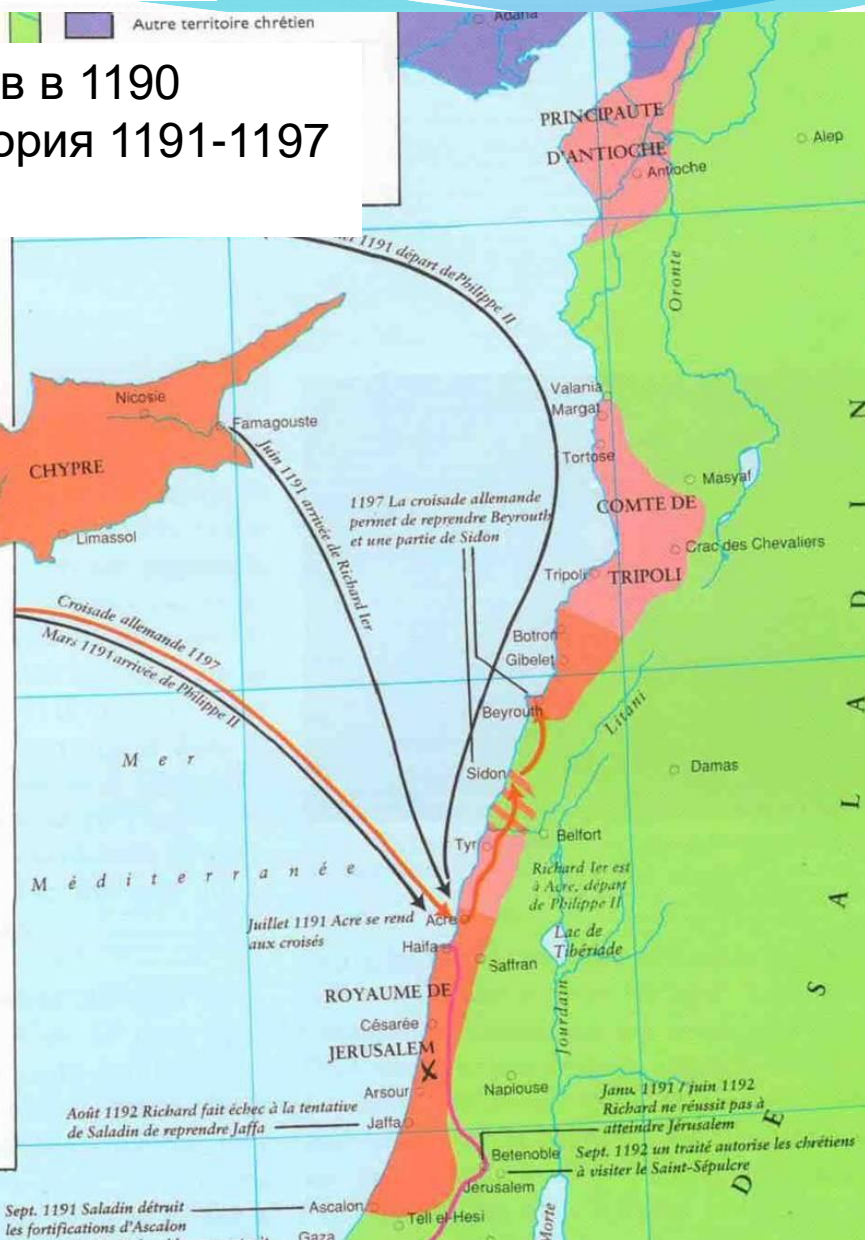 Autre territoire chrétien
в в 1190
ория 1191-1197
Adana
PRINCIPAUTE
D'ANTIOCHE
Alep
Antioche
1191 départ de Philippe II
Oronte
Nicosie
Famagouste
CHYPRE
Limassol
Valania
Margat
Tortose
Masyaf
COMTE DE
Crac des Chevaliers
Tripoli
TRIPOLI
Juin 1191 arrivée de Richard Ier
1197 La croisade allemande
permet de reprendre Beyrouth
et une partie de Sidon
Botron
Gibelet
Croisade allemande 1197
Mars 1191 arrivée de Philippe II
Beyrouth
Litani
Mer
Sidon
Damas
Tyr
Belfort
Méditerranée
Richard Ier est
à Acre, départ
de Philippe II
Juillet 1191 Acre se rend
aux croisés
Acre
Haifa
Lac de
Tibériade
Saffran
ROYAUME DE
Césarée
JERUSALEM
Jourdain
Arsour
Naplouse
Août 1192 Richard fait échec à la tentative
de Saladin de reprendre Jaffa
Jaffa
Janv. 1191 / juin 1192
Richard ne réussit pas à
atteindre Jérusalem
Betenoble
Sept. 1192 un traité autorise les chrétiens
à visiter le Saint-Sépulcre
Jerusalem
DE SALADIN
Sept. 1191 Saladin détruit
les fortifications d'Ascalon
Ascalon
Tell el-Hesi
Gaza
Morte